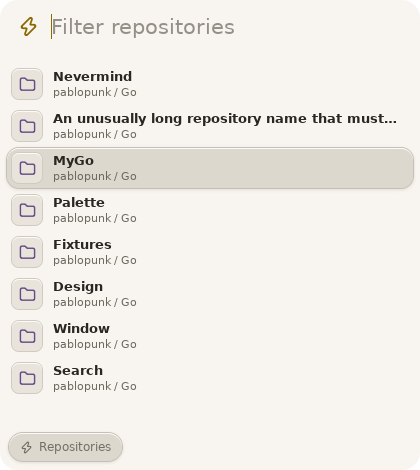 Filter repositories
Nevermind
pablopunk / Go
An unusually long repository name that must…
pablopunk / Go
MyGo
pablopunk / Go
Palette
pablopunk / Go
Fixtures
pablopunk / Go
Design
pablopunk / Go
Window
pablopunk / Go
Search
pablopunk / Go
Repositories